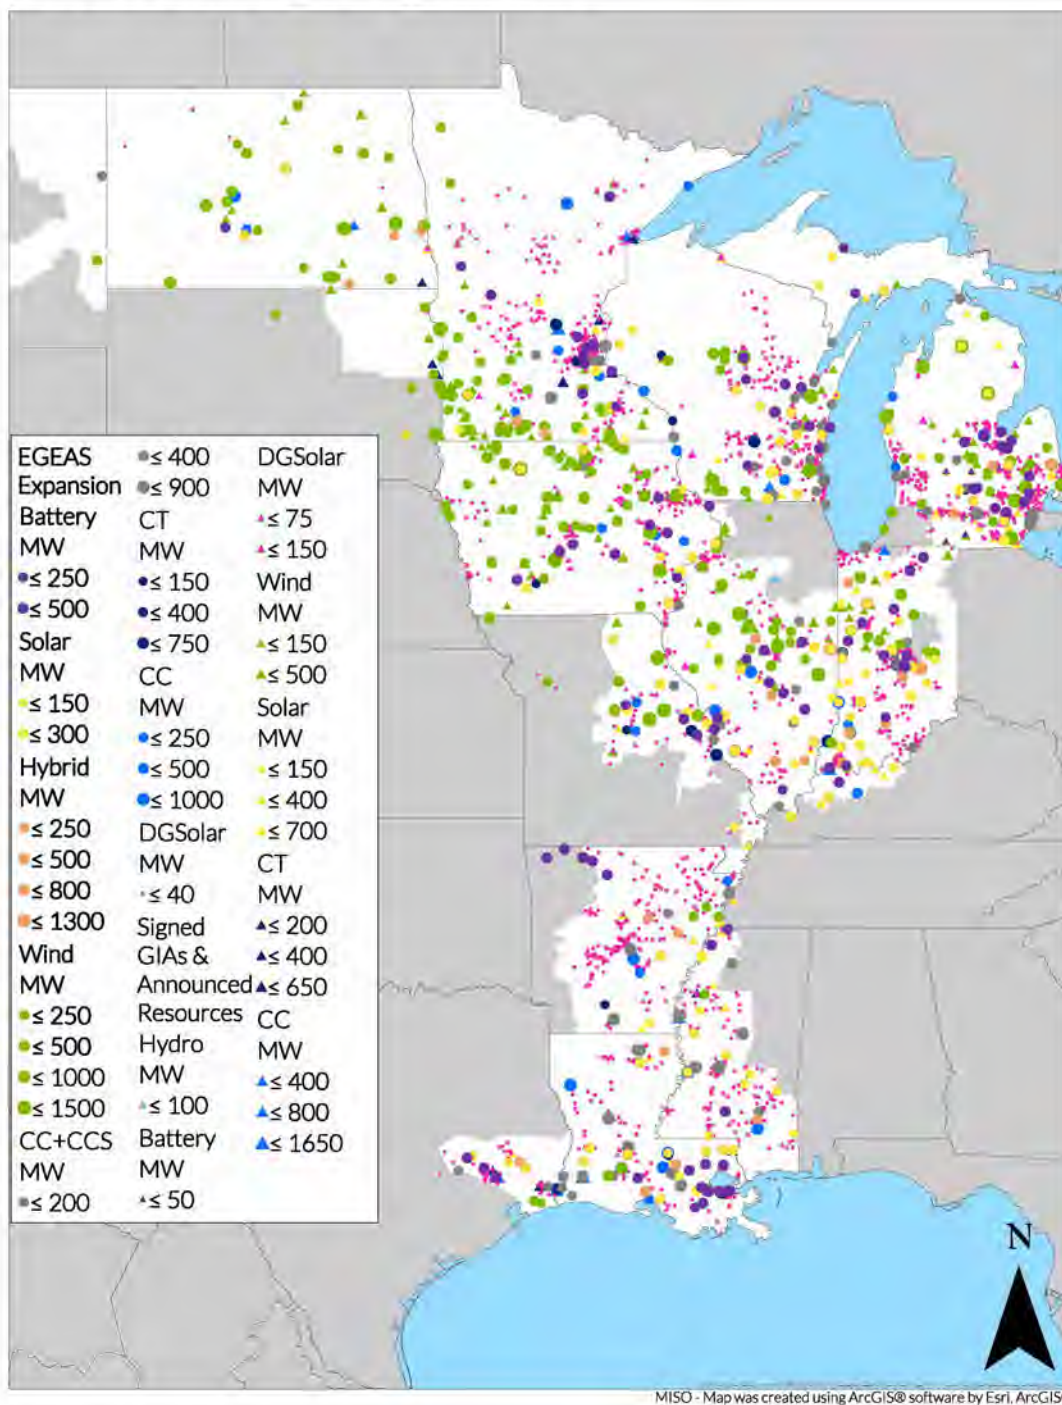 EGEAS
Expansion
Battery
MW
≤ 250
≤ 500
Solar
MW
≤ 150
≤ 300
Hybrid
MW
≤ 250
≤ 500
≤ 800
≤ 1300
Wind
MW
≤ 250
≤ 500
≤ 1000
≤ 1500
CC+CCS
MW
≤ 200
≤ 400
≤ 900
CT
MW
≤ 150
≤ 400
≤ 750
CC
MW
≤ 250
≤ 500
≤ 1000
DGSolar
MW
≤ 40
Signed
GIAs &
Announced
Resources
Hydro
MW
≤ 100
Battery
MW
≤ 50
DGSolar
MW
≤ 75
≤ 150
Wind
MW
≤ 150
≤ 500
Solar
MW
≤ 150
≤ 400
≤ 700
CT
MW
≤ 200
≤ 400
≤ 650
CC
MW
≤ 400
≤ 800
≤ 1650
N
MISO - Map was created using ArcGIS® software by Esri. ArcGIS